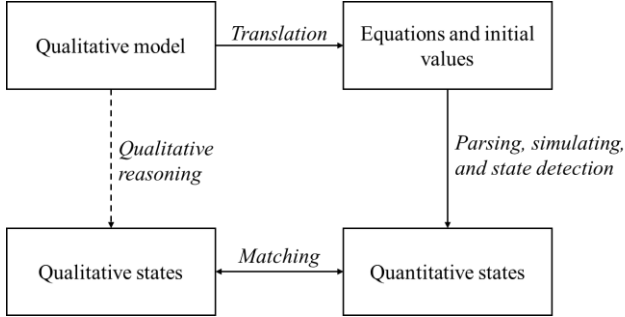 Qualitative model
Translation
Equations and initial
values
Qualitative
reasoning
Parsing, simulating,
and state detection
Qualitative states
Matching
Quantitative states